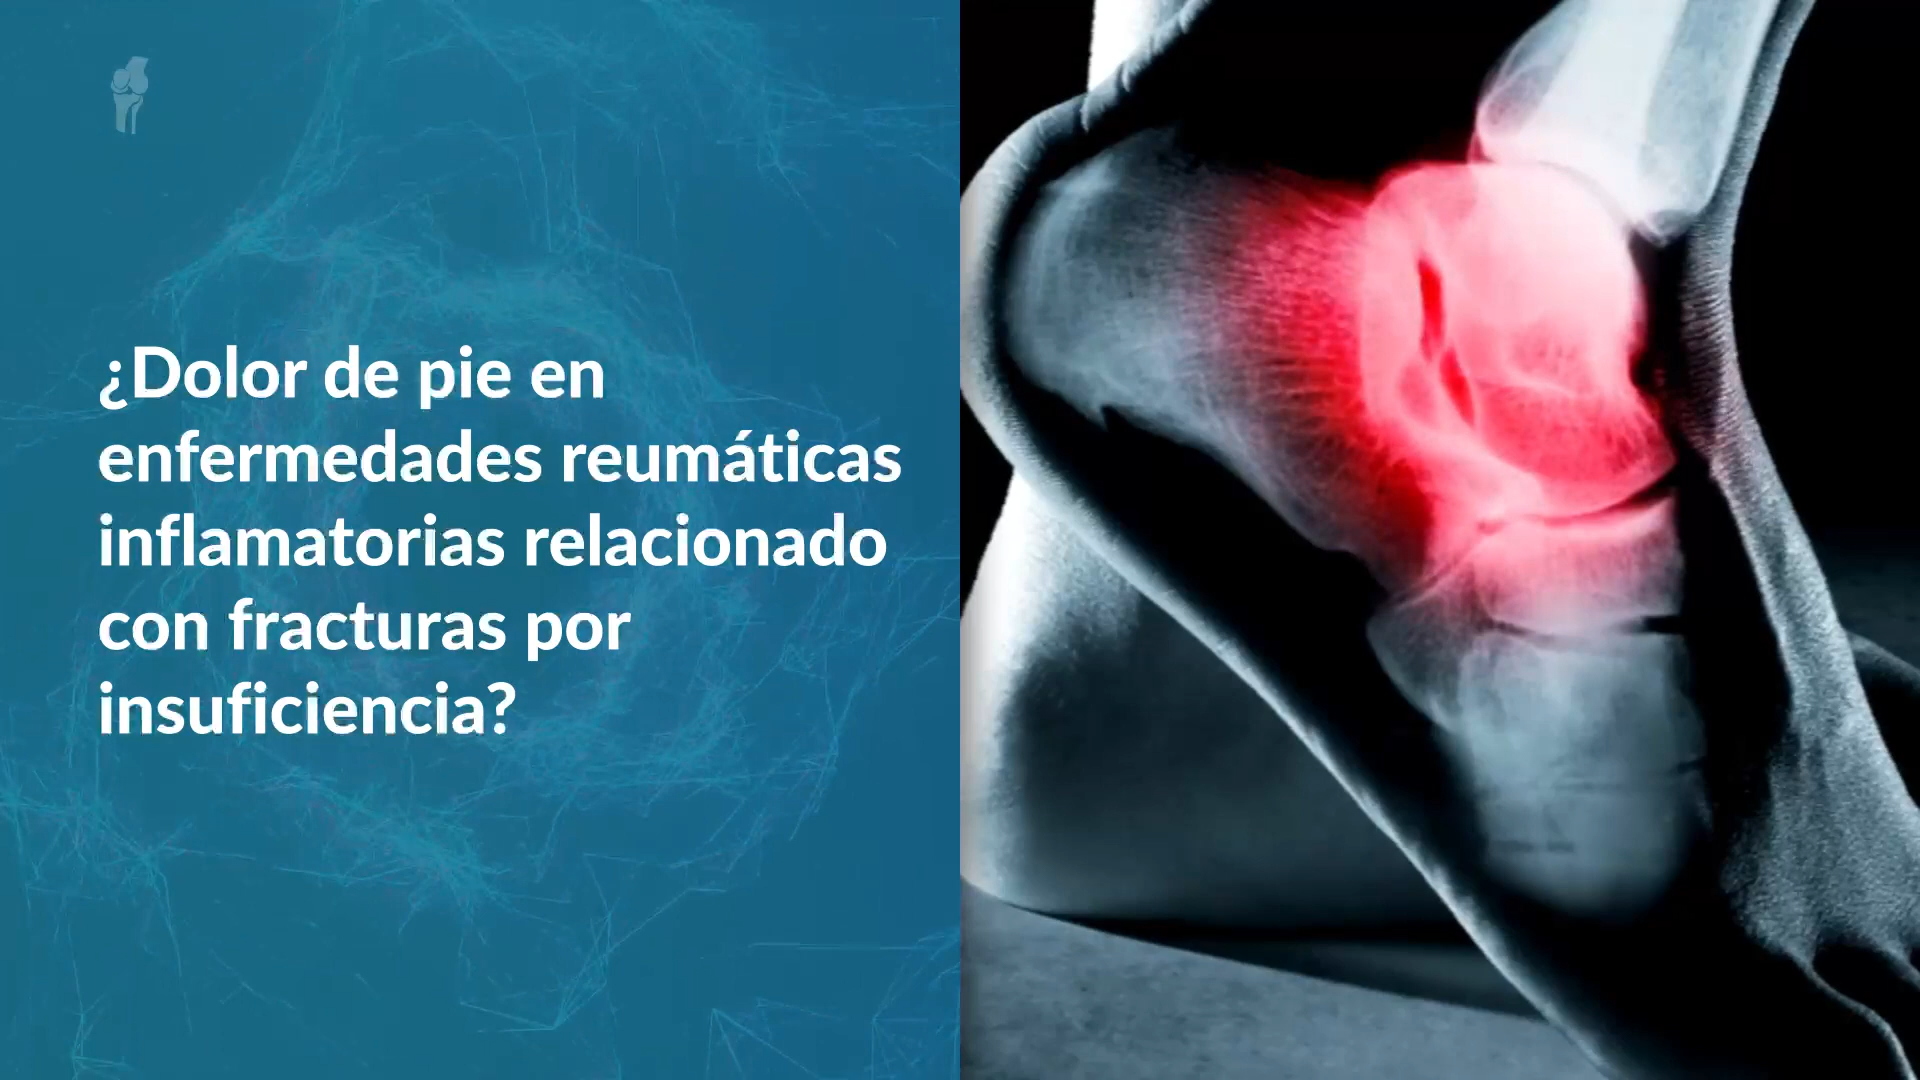 ¿Dolor de pie en
enfermedades reumáticas
inflamatorias relacionado
con fracturas por
insuficiencia?